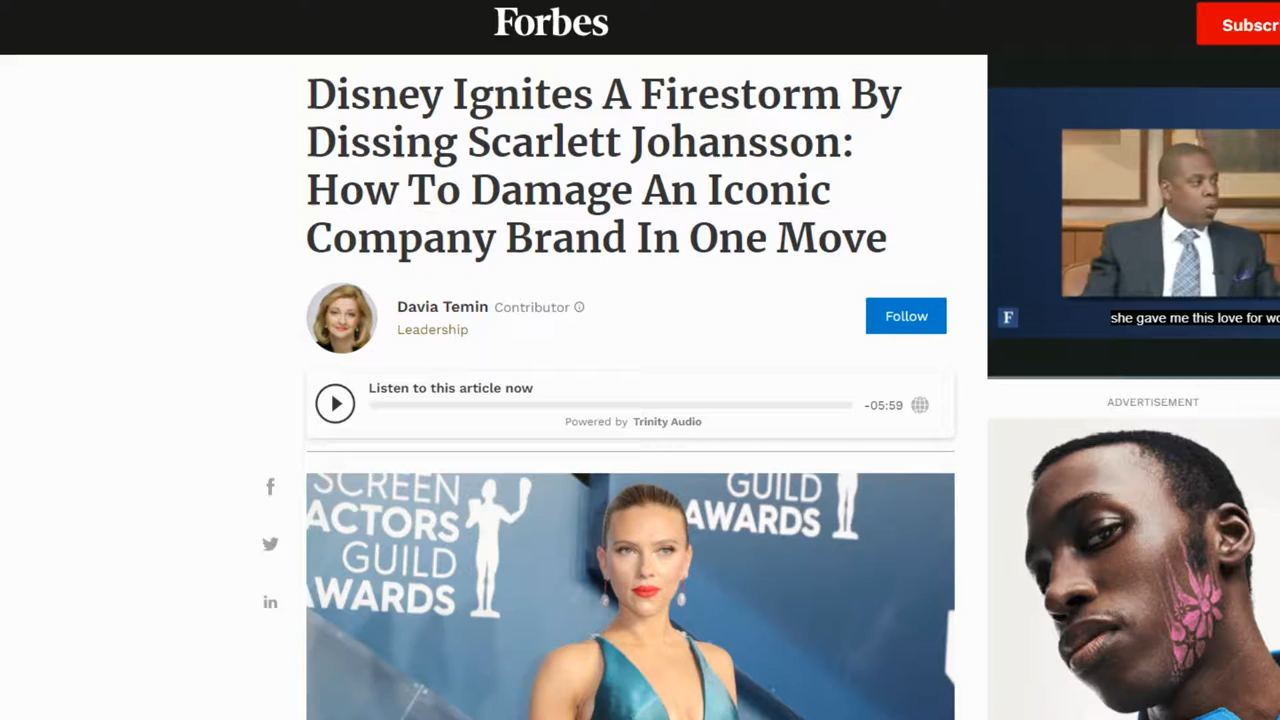 Forbes
Subscr
Disney Ignites A Firestorm By
Dissing Scarlett Johansson:
How To Damage An Iconic
Company Brand In One Move
Davia Temin Contributor
Leadership
Follow
Listen to this article now
-05:59
Powered by Trinity Audio
F
she gave me this love for wo
ADVERTISEMENT
f
in
SCREEN
ACTORS
GUILD
AWARDS
GUILD
AWARDS